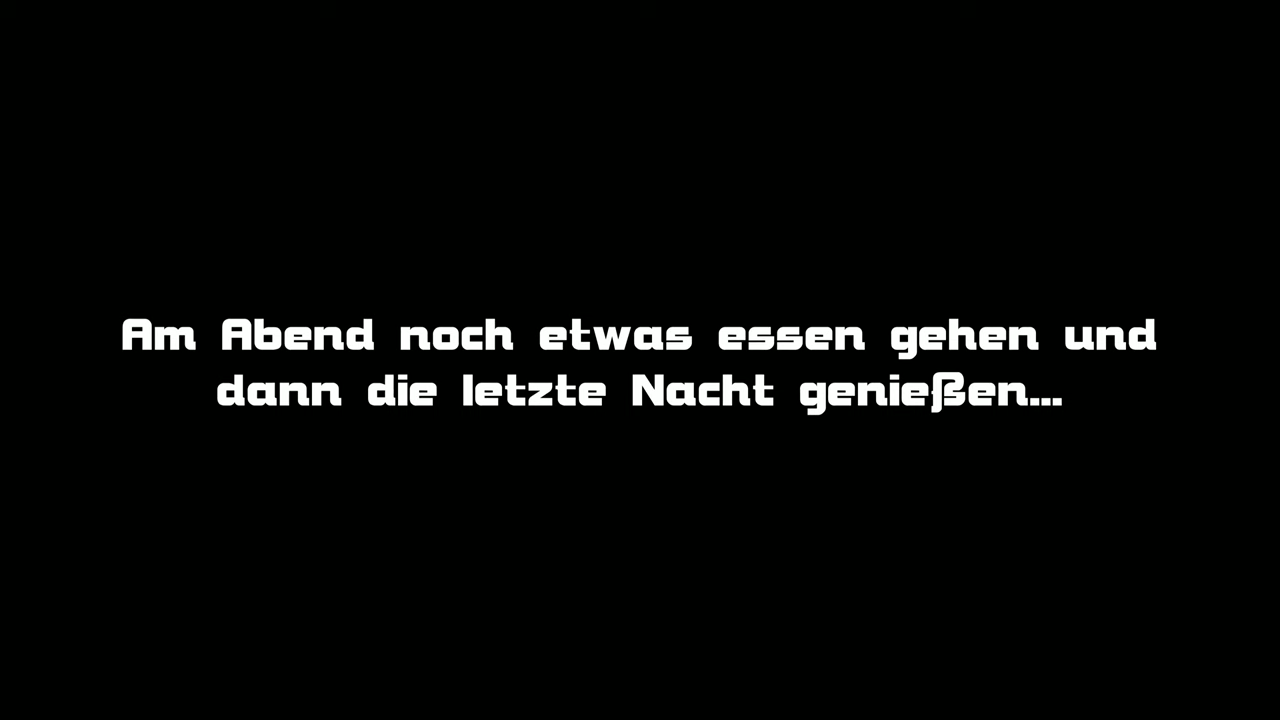 Am Abend noch etwas essen gehen und
dann die letzte Nacht genießen...